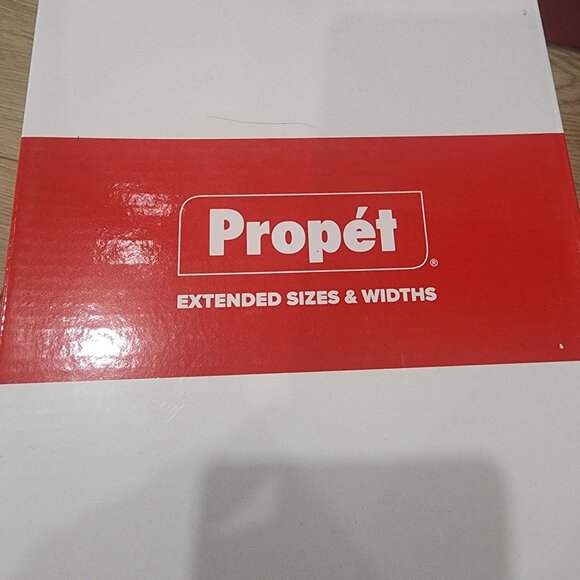 Propét
®
EXTENDED SIZES & WIDTHS